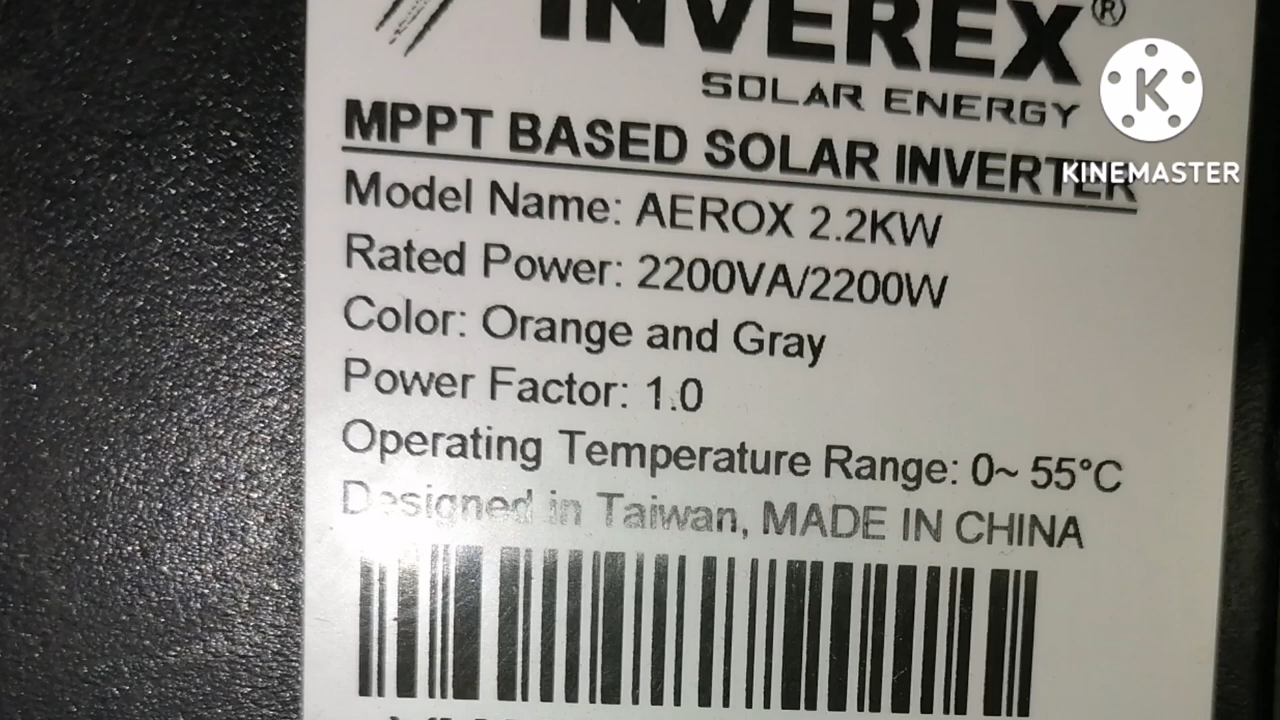 INVEREX®
SOLAR ENERGY
MPPT BASED SOLAR INVERTER
Model Name: AEROX 2.2KW
Rated Power: 2200VA/2200W
Color: Orange and Gray
Power Factor: 1.0
Operating Temperature Range: 0~ 55°C
Designed in Taiwan, MADE IN CHINA
K
KINEMASTER